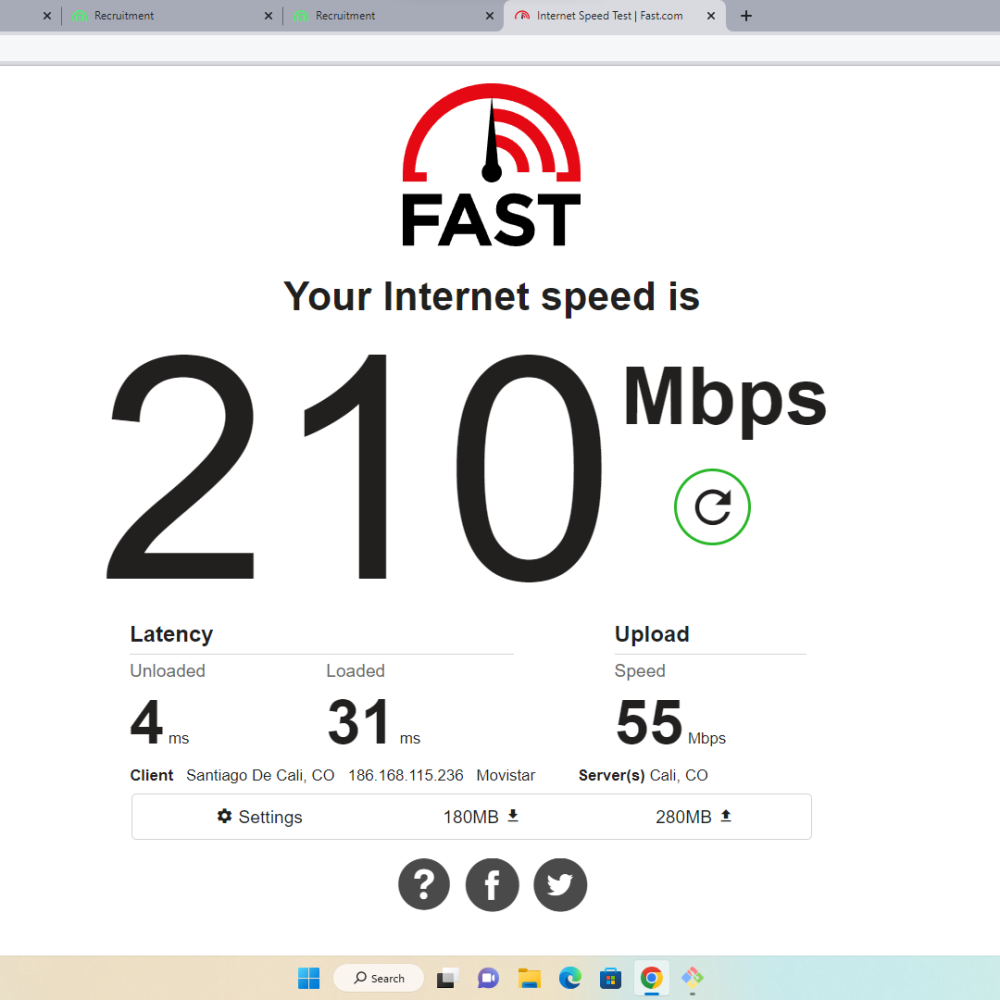 Recruitment
Recruitment
Internet Speed Test | Fast.com
FAST
Your Internet speed is
210 Mbps
Latency
Upload
Unloaded
Loaded
Speed
4 ms
31 ms
55 Mbps
Client Santiago De Cali, CO 186.168.115.236 Movistar Server(s) Cali, CO
Settings 180MB 280MB
Search